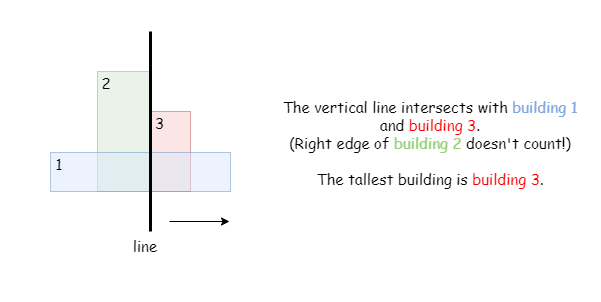 2
3
1
line
The vertical line intersects with building 1
and building 3.
(Right edge of building 2 doesn't count!)
The tallest building is building 3.